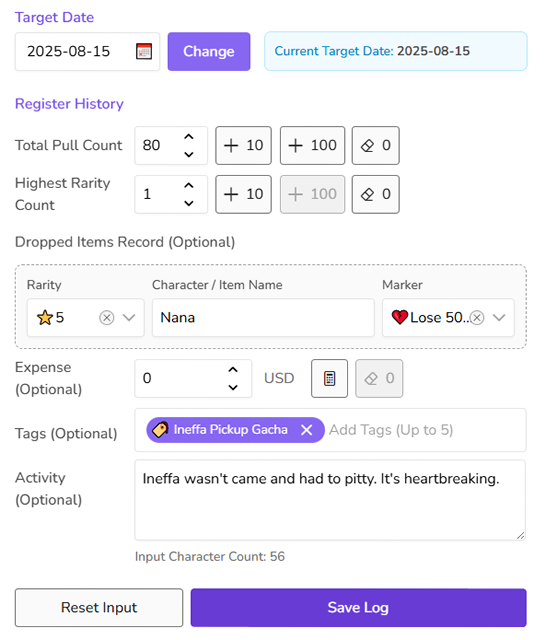 Target Date
2025-08-15 Change Current Target Date: 2025-08-15
Register History
Total Pull Count 80 + 10 + 100 0
Highest Rarity
Count
1 + 10 + 100 0
Dropped Items Record (Optional)
Rarity Character / Item Name Marker
5 Nana Lose 50..
Expense
(Optional)
0 USD 0
Tags (Optional) Ineffa Pickup Gacha Add Tags (Up to 5)
Activity
(Optional)
Ineffa wasn't came and had to pitty. It's heartbreaking.
Input Character Count: 56
Reset Input Save Log